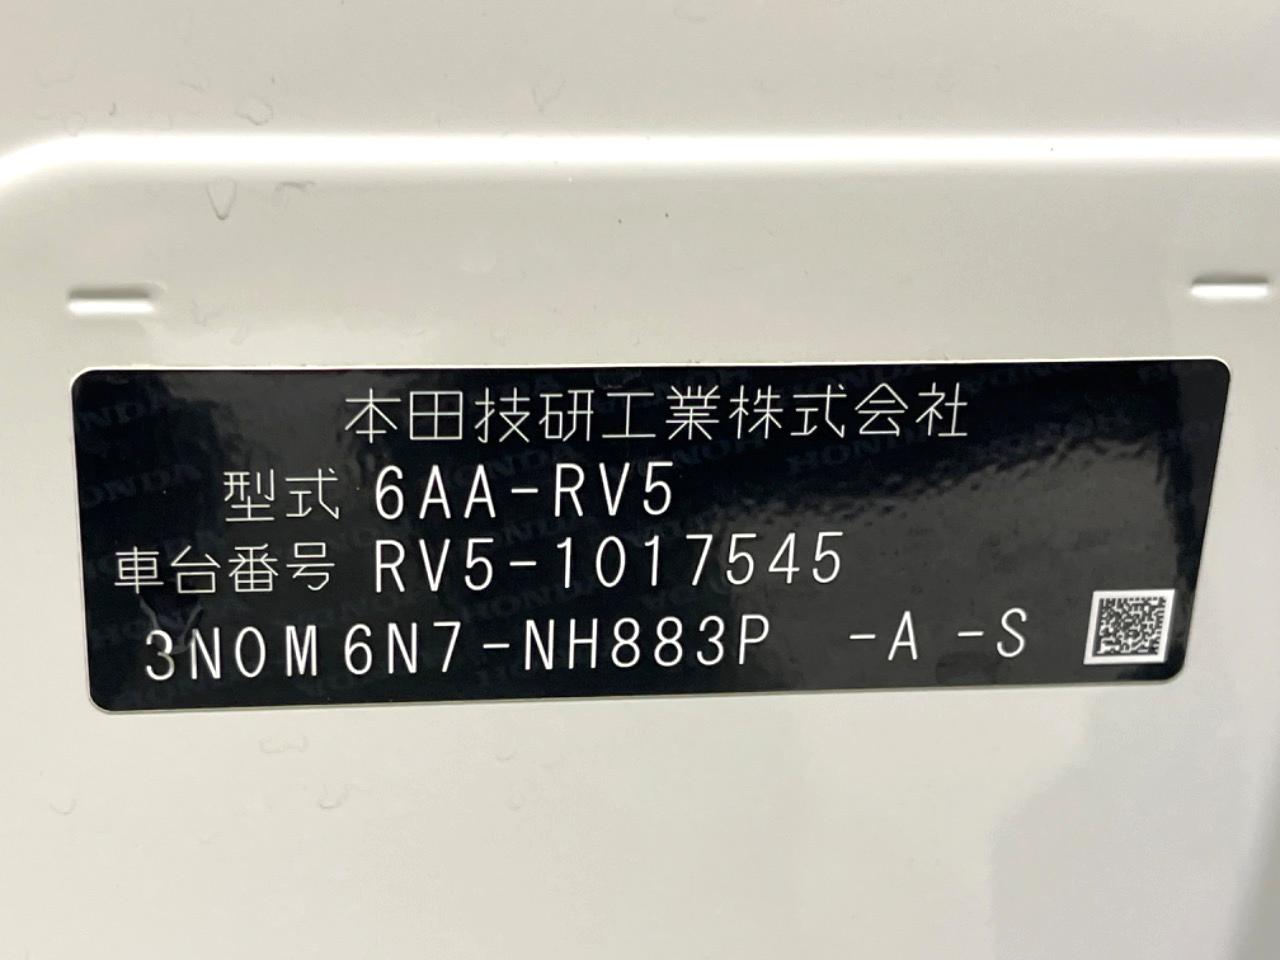 本田技研工業株式会社
型式 6AA-RV5
車台番号 RV5-1017545
3N0M6N7-NH883P -A -S